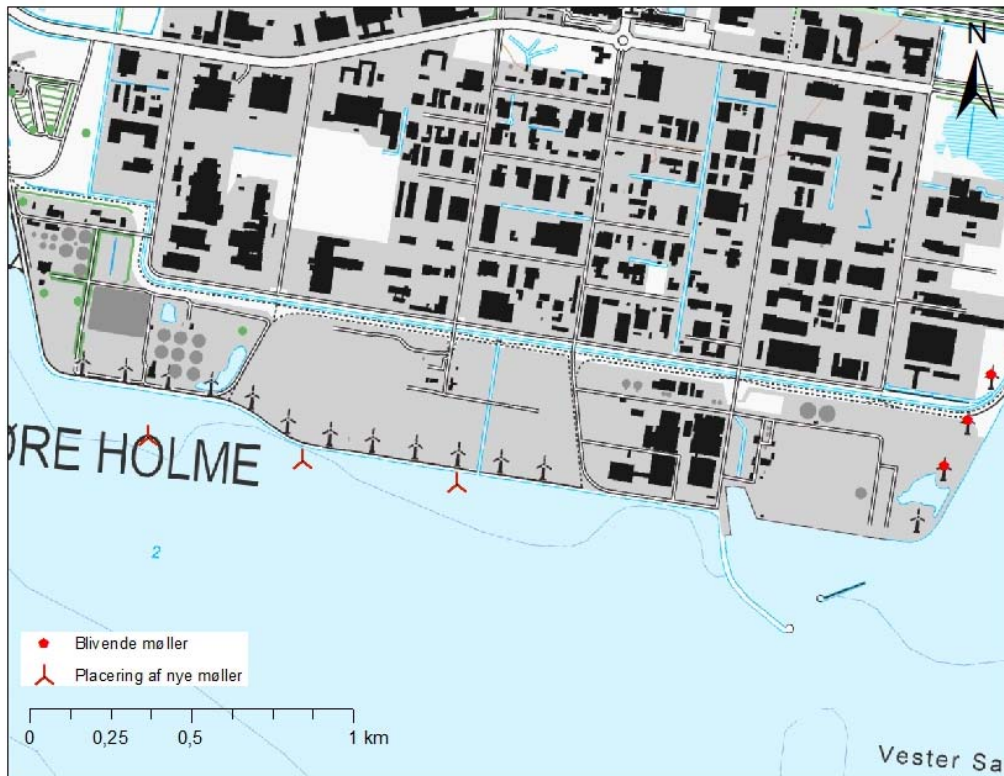 N
ØRE HOLME
2
Blivende møller
Placering af nye møller
0 0,25 0,5 1 km
Vester Sa